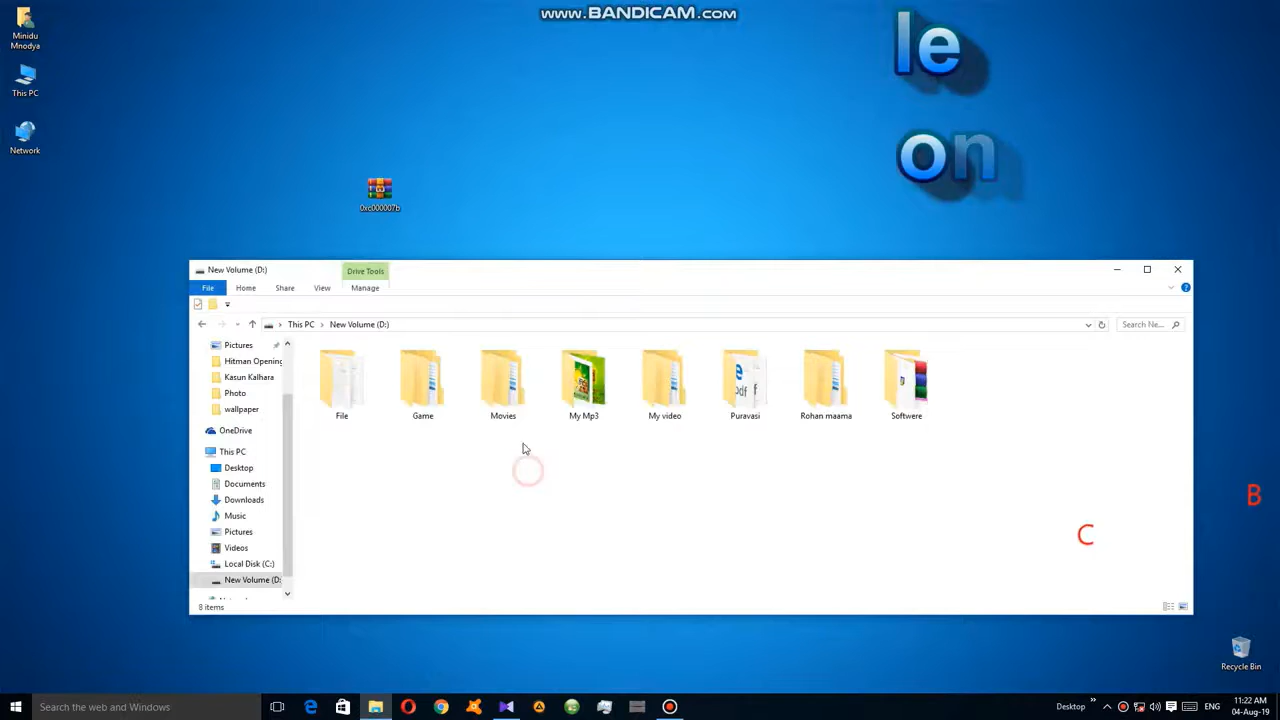 www.BANDICAM.com
le
on
Minidu
Mnodya
This PC
Network
0xc000007b
New Volume (D:)
Drive Tools
File
Home
Share
View
Manage
This PC
New Volume (D:)
Search Ne...
Pictures
Hitman Opening
Kasun Kalhara
Photo
wallpaper
OneDrive
This PC
Desktop
Documents
Downloads
Music
Pictures
Videos
Local Disk (C:)
New Volume (D:
File
Game
Movies
My Mp3
My video
Puravasi
Rohan maama
Softwere
B
C
8 items
Recycle Bin
Search the web and Windows
Desktop
ENG
11:22 AM
04-Aug-19